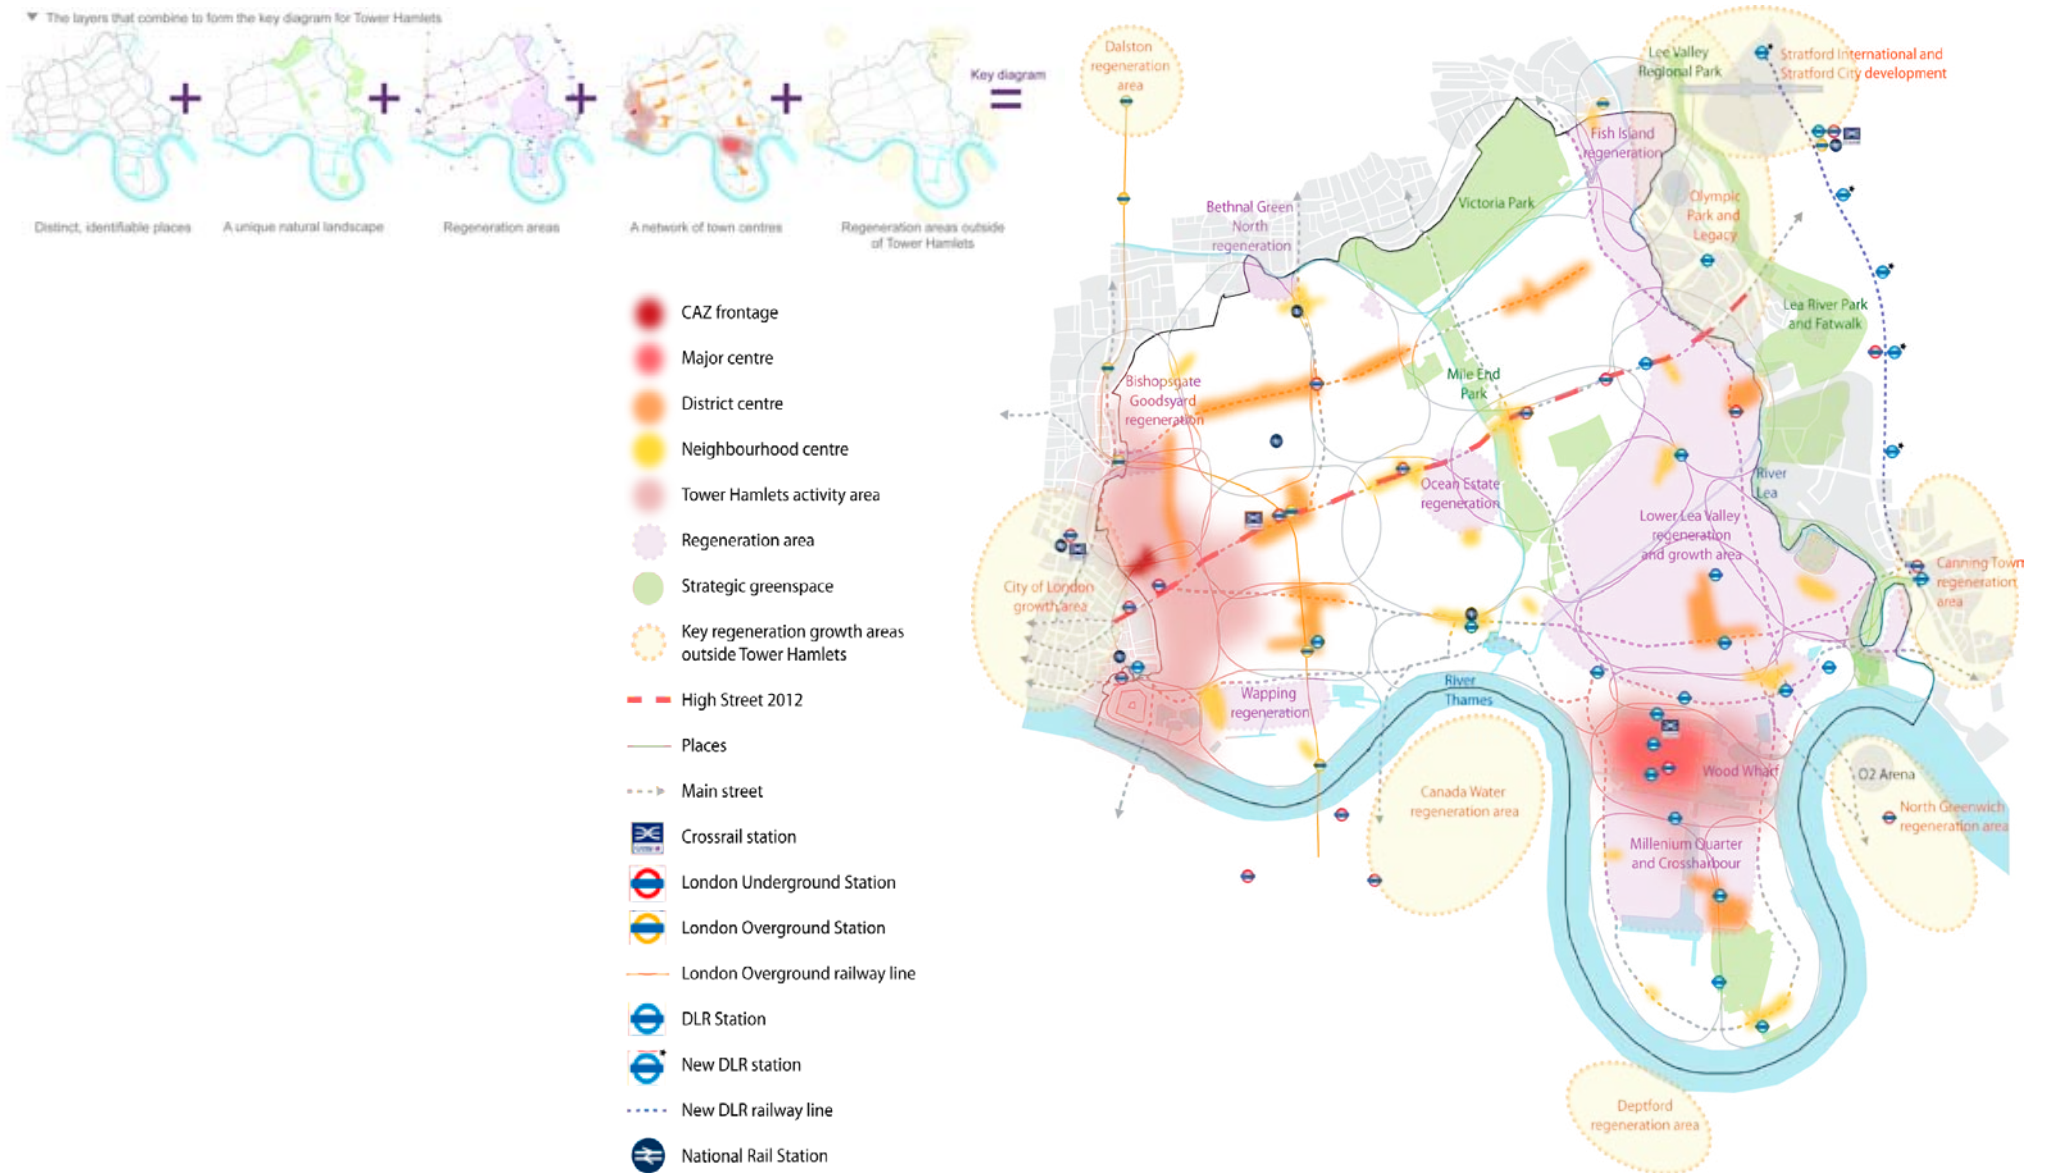 The layers that combine to form the key diagram for Tower Hamlets
Key diagram
Distinct, identifiable places
A unique natural landscape
Regeneration areas
A network of town centres
Regeneration areas outside
of Tower Hamlets
CAZ frontage
Major centre
District centre
Neighbourhood centre
Tower Hamlets activity area
Regeneration area
Strategic greenspace
Key regeneration growth areas
outside Tower Hamlets
High Street 2012
Places
Main street
Crossrail station
London Underground Station
London Overground Station
London Overground railway line
DLR Station
New DLR station
New DLR railway line
National Rail Station
Dalston
regeneration
area
Lee Valley
Regional Park
Stratford International and
Stratford City development
Fish Island
regeneration
Victoria Park
Bethnal Green
North
regeneration
Olympic
Park and
Legacy
Lea River Park
and Fatwalk
Bishopsgate
Goodsyard
regeneration
Mile End
Park
Ocean Estate
regeneration
River
Lea
Lower Lea Valley
regeneration
and growth area
City of London
growth area
Canning Town
regeneration
area
Wapping
regeneration
River
Thames
Wood Wharf
O2 Arena
Canada Water
regeneration area
North Greenwich
regeneration area
Millenium Quarter
and Crossharbour
Deptford
regeneration area